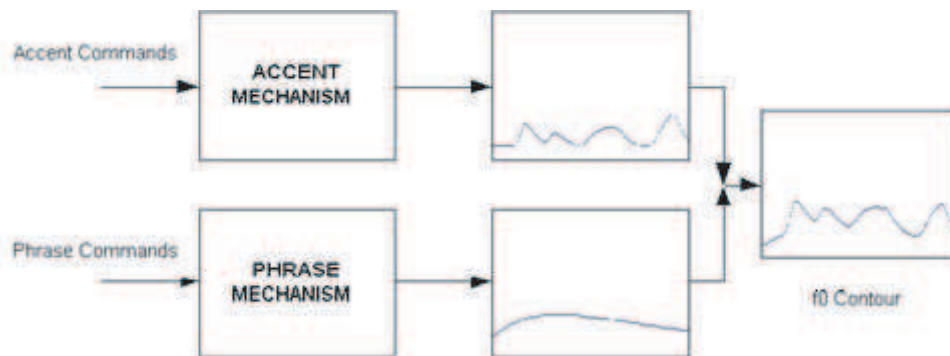 Accent Commands
ACCENT
MECHANISM
Phrase Commands
PHRASE
MECHANISM
f0 Contour